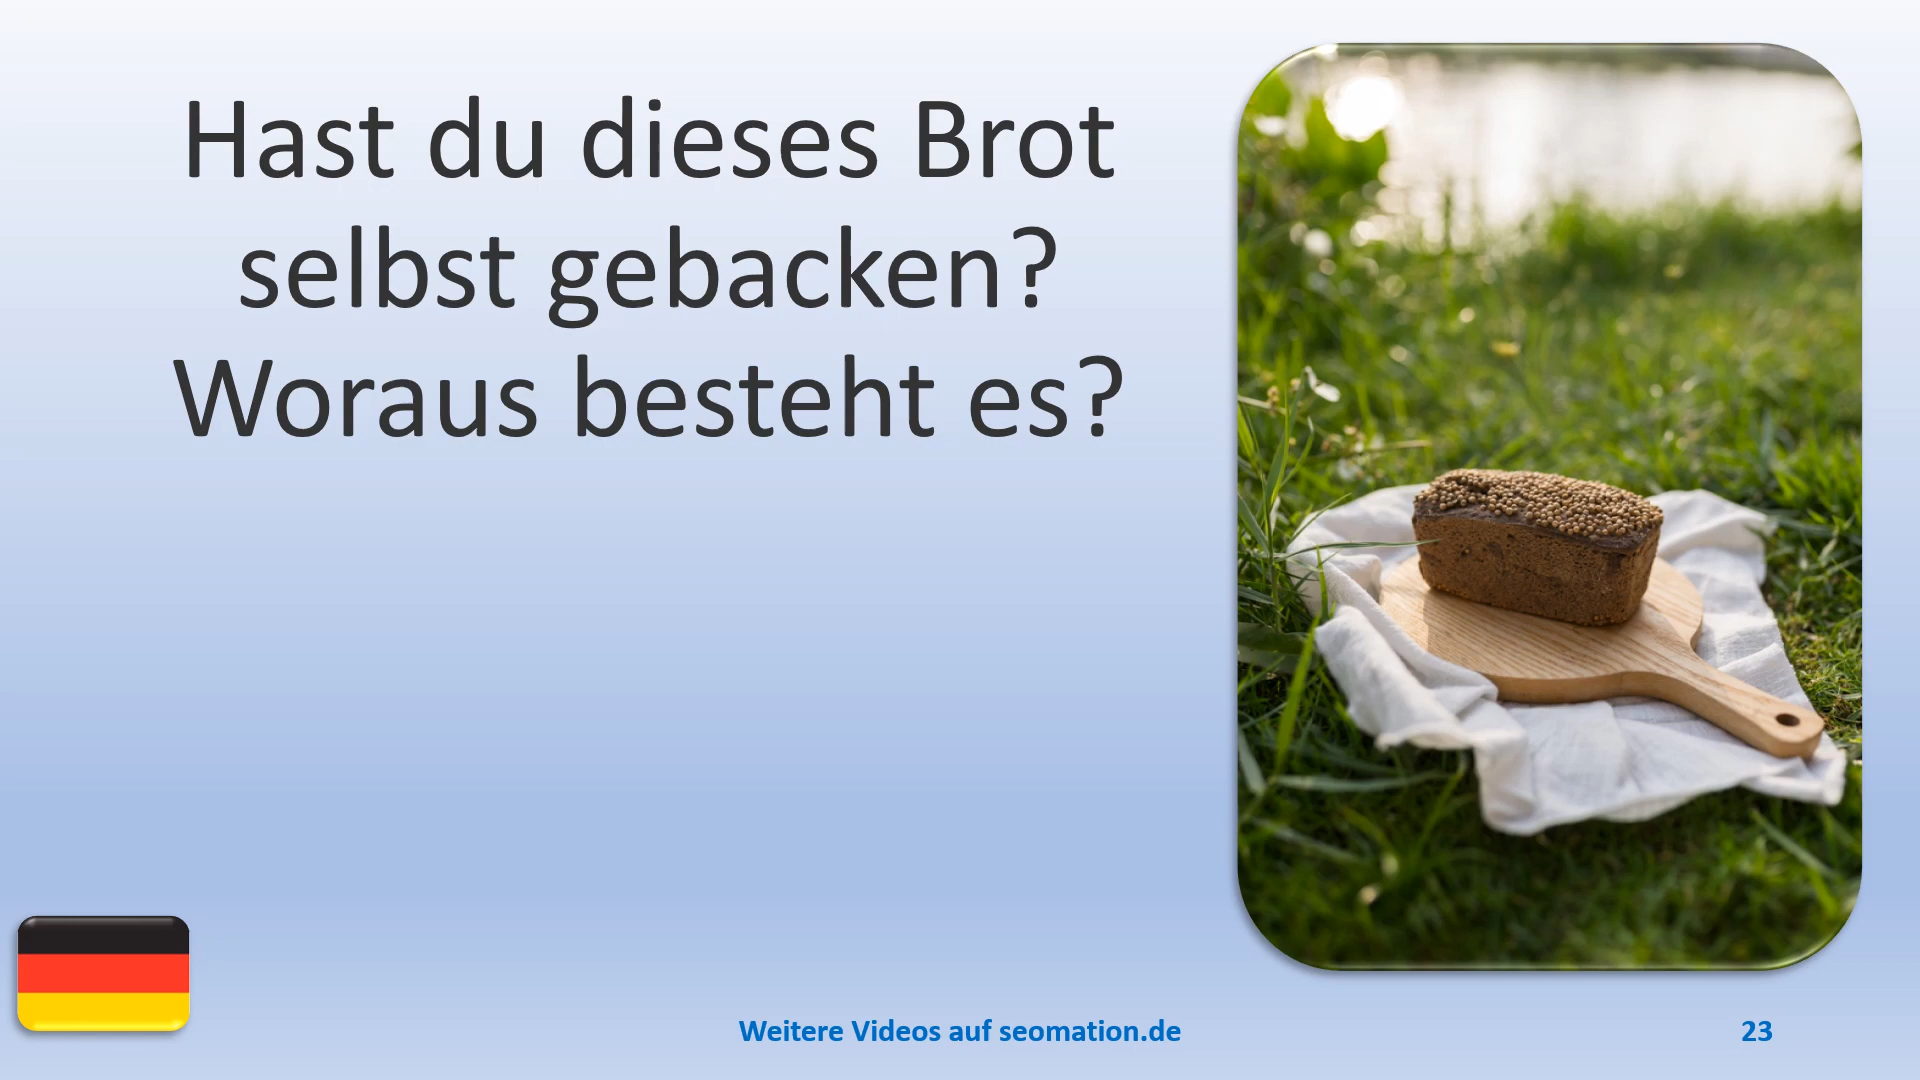 Hast du dieses Brot
selbst gebacken?
Woraus besteht es?
Weitere Videos auf seomation.de
23